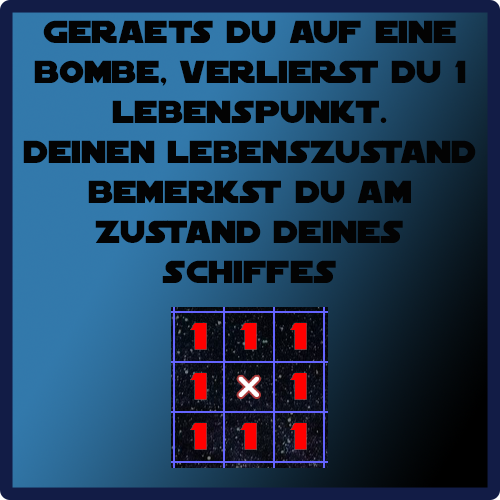 GERAETS DU AUF EINE
BOMBE, VERLIERST DU 1
LEBENSPUNKT.
DEINEN LEBENSZUSTAND
BEMERKST DU AM
ZUSTAND DEINES
SCHIFFES
1 1 1
1 × 1
1 1 1